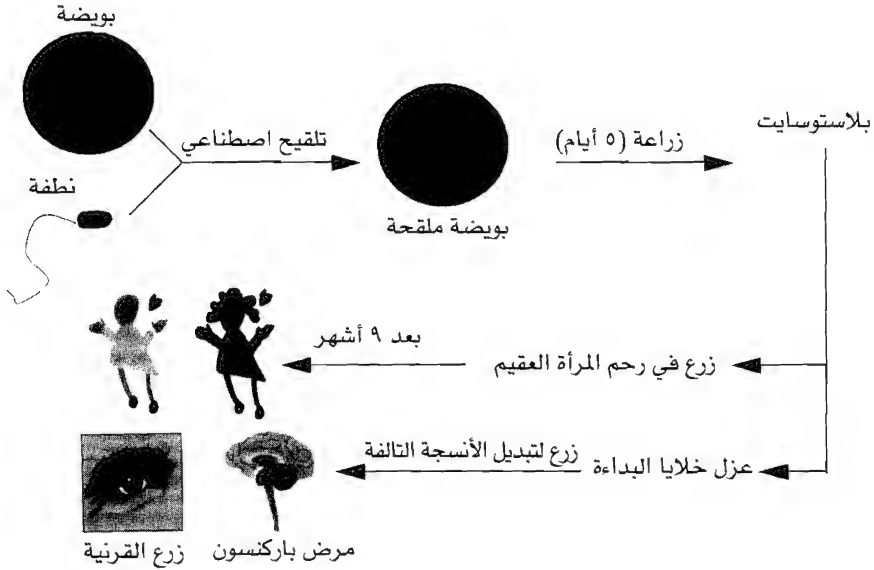 بويضة
نطفة
تلقيح اصطناعي
بويضة ملقحة
زراعة (٥ أيام)
بلاستوسايت
زرع في رحم المرأة العقيم
بعد ٩ أشهر
عزل خلايا البداءة
زرع لتبديل الأنسجة التالفة
مرض باركنسون
زرع القرنية